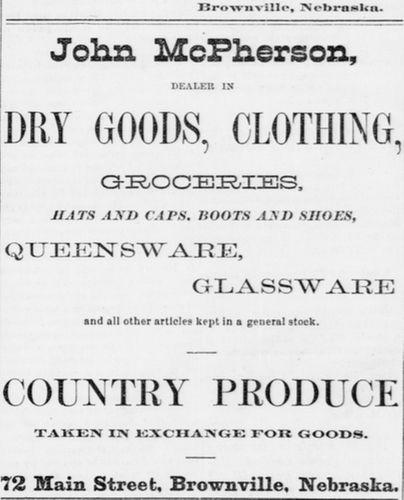 Brownville, Nebraska.
John McPherson,
DEALER IN
DRY GOODS, CLOTHING,
GROCERIES,
HATS AND CAPS. BOOTS AND SHOES,
QUEENSWARE,
GLASSWARE
and all other articles kept in a general stock.
COUNTRY PRODUCE
TAKEN IN EXCHANGE FOR GOODS.
72 Main Street, Brownville, Nebraska.